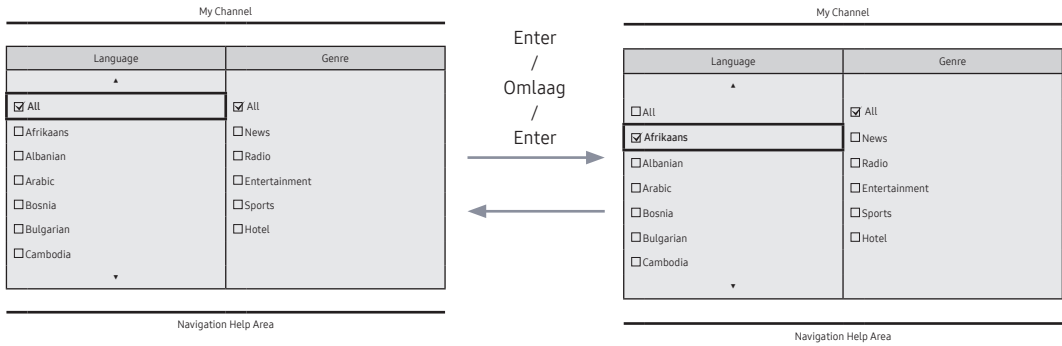 My Channel
Language Genre
▲
☑ All ☑ All
☐ Afrikaans ☐ News
☐ Albanian ☐ Radio
☐ Arabic ☐ Entertainment
☐ Bosnia ☐ Sports
☐ Bulgarian ☐ Hotel
☐ Cambodia
▼
Navigation Help Area
Enter
/
Omlaag
/
Enter
My Channel
Language Genre
▲
☐ All ☑ All
☑ Afrikaans ☐ News
☐ Albanian ☐ Radio
☐ Arabic ☐ Entertainment
☐ Bosnia ☐ Sports
☐ Bulgarian ☐ Hotel
☐ Cambodia
▼
Navigation Help Area